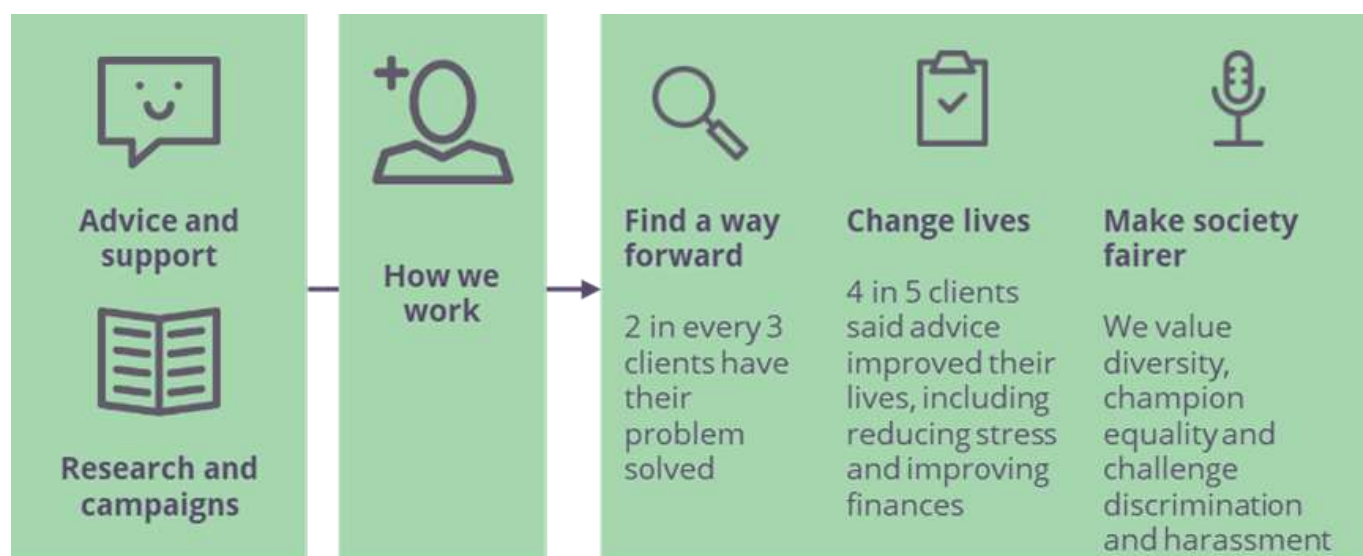 Advice and
support
Research and
campaigns
How we
work
Find a way
forward
2 in every 3
clients have
their
problem
solved
Change lives
4 in 5 clients
said advice
improved their
lives, including
reducing stress
and improving
finances
Make society
fairer
We value
diversity,
champion
equality and
challenge
discrimination
and harassment